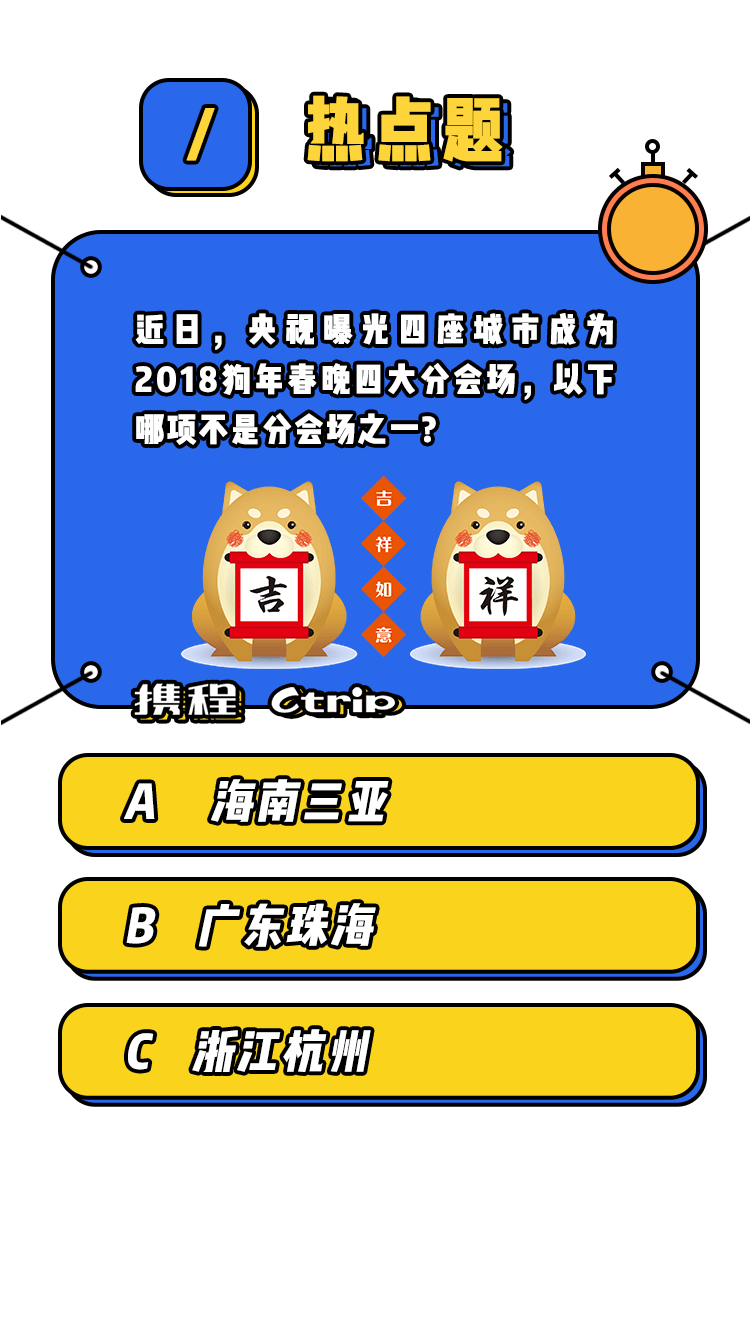 / 热点题
近日，央视曝光四座城市成为
2018狗年春晚四大分会场，以下
哪项不是分会场之一？
吉
祥
如
意
吉
祥
携程 Ctrip
A 海南三亚
B 广东珠海
C 浙江杭州